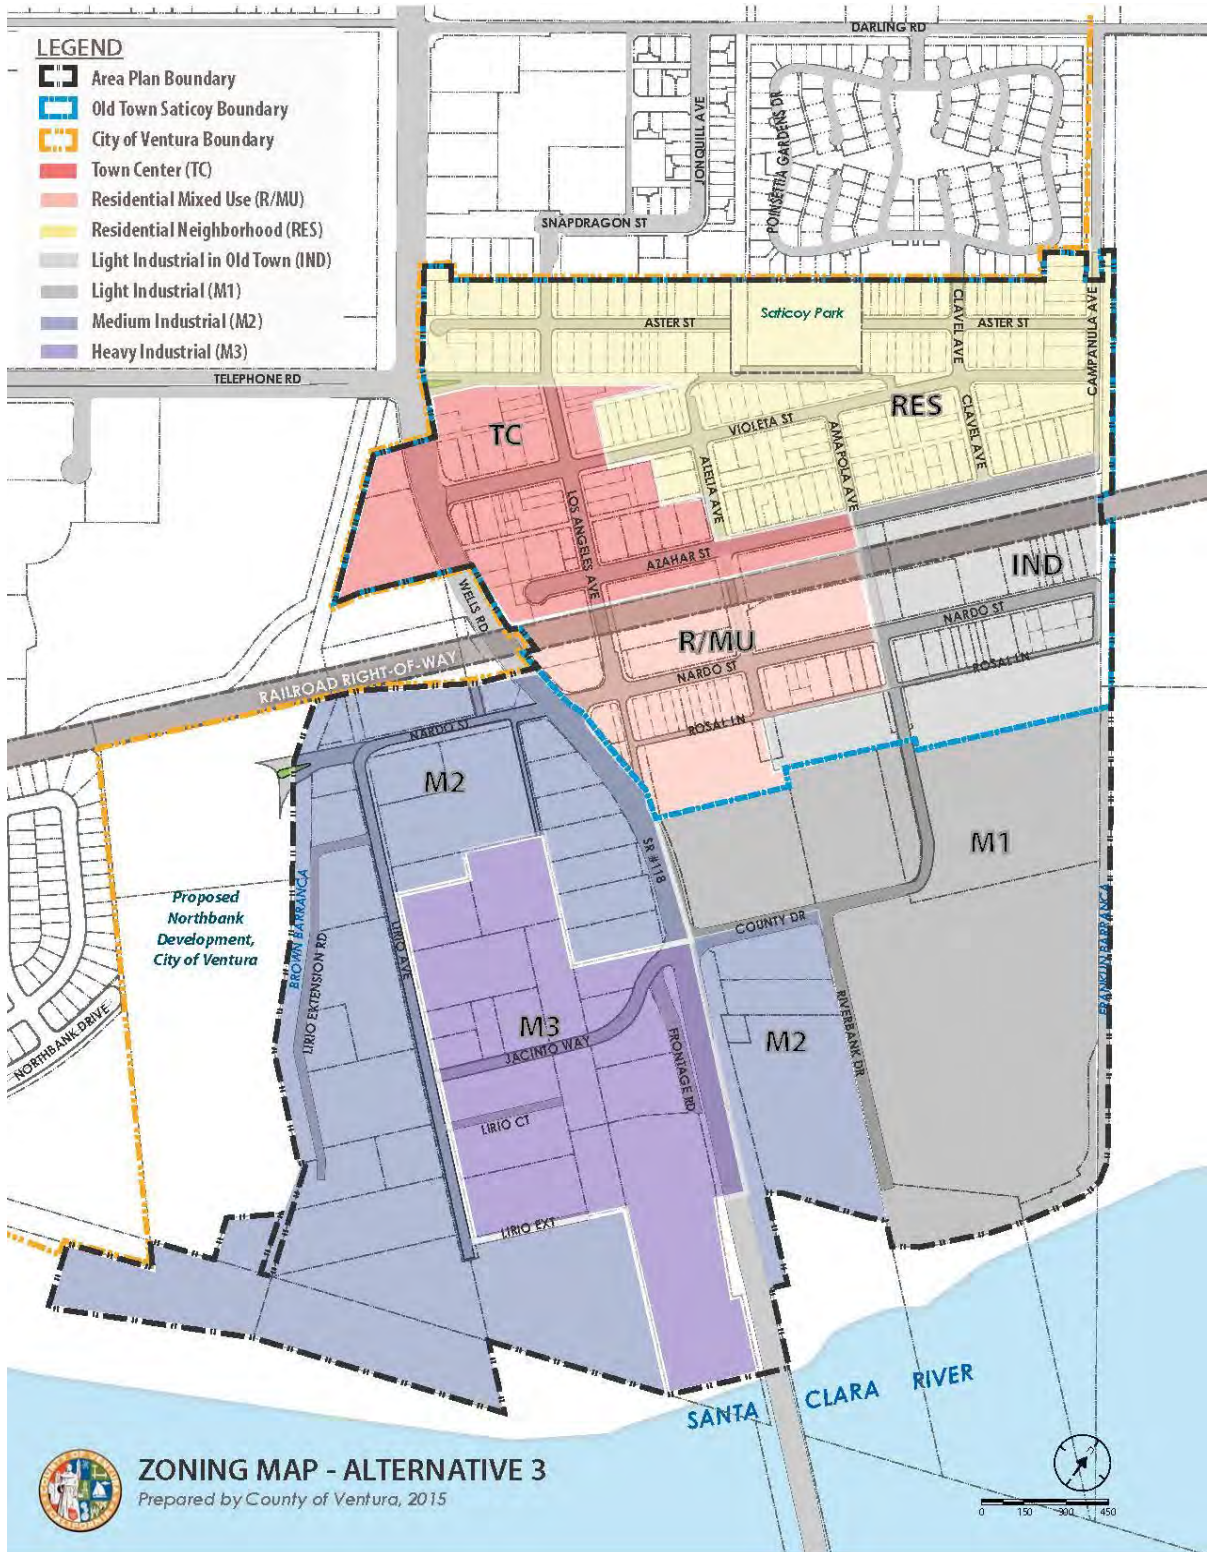 LEGEND
Area Plan Boundary
Old Town Saticoy Boundary
City of Ventura Boundary
Town Center (TC)
Residential Mixed Use (R/MU)
Residential Neighborhood (RES)
Light Industrial in Old Town (IND)
Light Industrial (M1)
Medium Industrial (M2)
Heavy Industrial (M3)
DARLING RD
JONQUILL AVE
POINSETTIA GARDENS DR
SNAPDRAGON ST
ASTER ST
Saticoy Park
CLAVEL AVE
ASTER ST
CAMPANULA AVE
TELEPHONE RD
TC
RES
VIOLETA ST
ALELIA AVE
AMAPOLA AVE
CLAVEL AVE
LOS ANGELES AVE
AZAHAR ST
IND
WELLS RD
NARDO ST
R/MU
RAILROAD RIGHT-OF-WAY
NARDO ST
ROSAL LN
ROSAL LN
NARDO ST
M2
SR #118
M1
Proposed
Northbank
Development,
City of Ventura
BROWN BARRANCA
LIRIO EXTENSION RD
LIRIO AVE
COUNTY DR
FRANKLIN BARRANCA
NORTHBANK DRIVE
M3
JACINTO WAY
FRONTAGE RD
M2
RIVERBANK DR
LIRIO CT
LIRIO EXT
SANTA CLARA RIVER
ZONING MAP - ALTERNATIVE 3
Prepared by County of Ventura, 2015
0 150 300 450